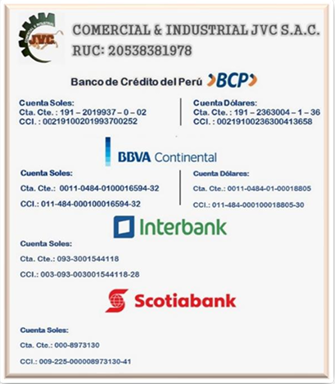 JVC
COMERCIAL & INDUSTRIAL JVC S.A.C.
RUC: 20538381978
Banco de Crédito del Perú BCP
Cuenta Soles:
Cta. Cte. : 191 - 2019937 - 0 - 02
CCI. : 00219100201993700252
Cuenta Dólares:
Cta. Cte. : 191 - 2363004 - 1 - 36
CCI. : 00219100236300413658
BBVA Continental
Cuenta Soles:
Cta. Cte.: 0011-0484-0100016594-32
CCI.: 011-484-000100016594-32
Cuenta Dólares:
Cta. Cte.: 0011-0484-01-00018805
CCI.: 011-484-000100018805-30
Interbank
Cuenta Soles:
Cta. Cte.: 093-3001544118
CCI.: 003-093-003001544118-28
Scotiabank
Cuenta Soles:
Cta. Cte.: 000-8973130
CCI.: 009-225-000008973130-41